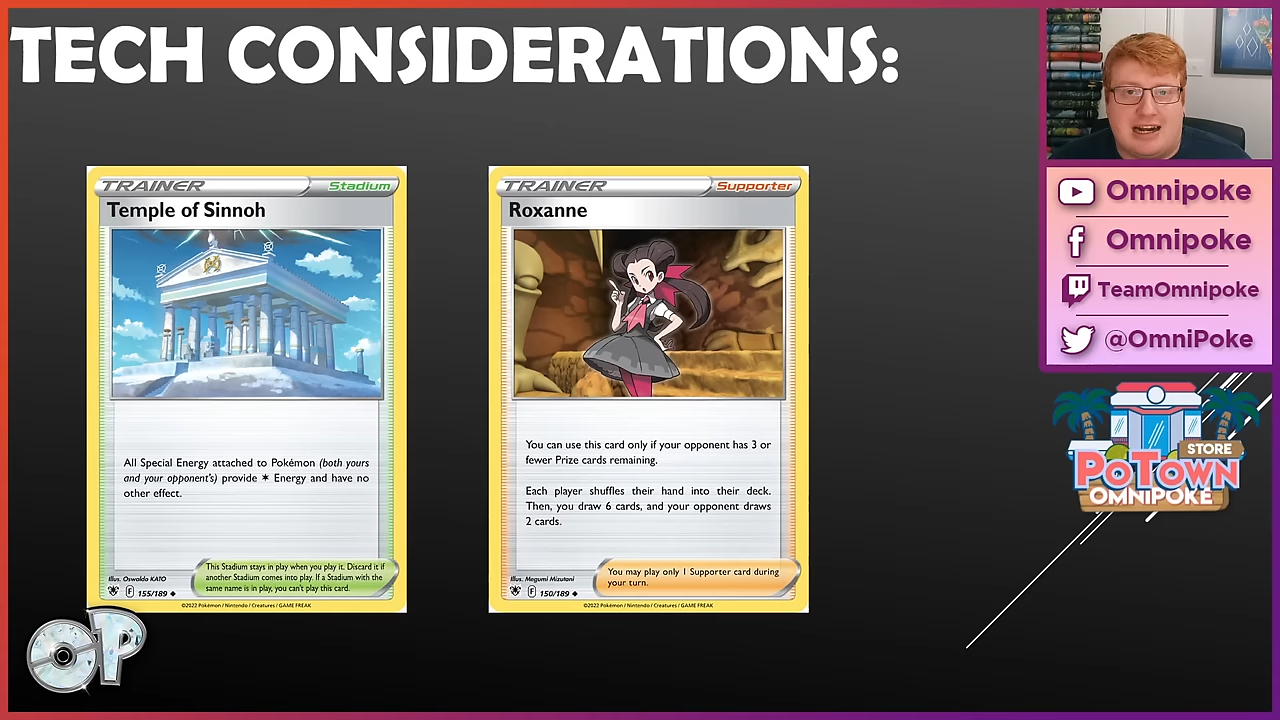 TECH CONSIDERATIONS:
TRAINER Stadium
Temple of Sinnoh
All Special Energy attached to Pokémon (both yours
and your opponent's) provide ✶ Energy and have no
other effect.
This Stadium stays in play when you play it. Discard it if
another Stadium comes into play. If a Stadium with the
same name is in play, you can't play this card.
Illus. Oswaldo KATO
F 155/189 ◆
©2022 Pokémon / Nintendo / Creatures / GAME FREAK
TRAINER Supporter
Roxanne
You can use this card only if your opponent has 3 or
fewer Prize cards remaining.
Each player shuffles their hand into their deck.
Then, you draw 6 cards, and your opponent draws
2 cards.
You may play only 1 Supporter card during
your turn.
Illus. Megumi Mizutani
F 150/189 ◆
©2022 Pokémon / Nintendo / Creatures / GAME FREAK
Omnipoke
Omnipoke
TeamOmnipoke
@OmniPoke
STORE
POTOWN
OMNIPOKE
OP